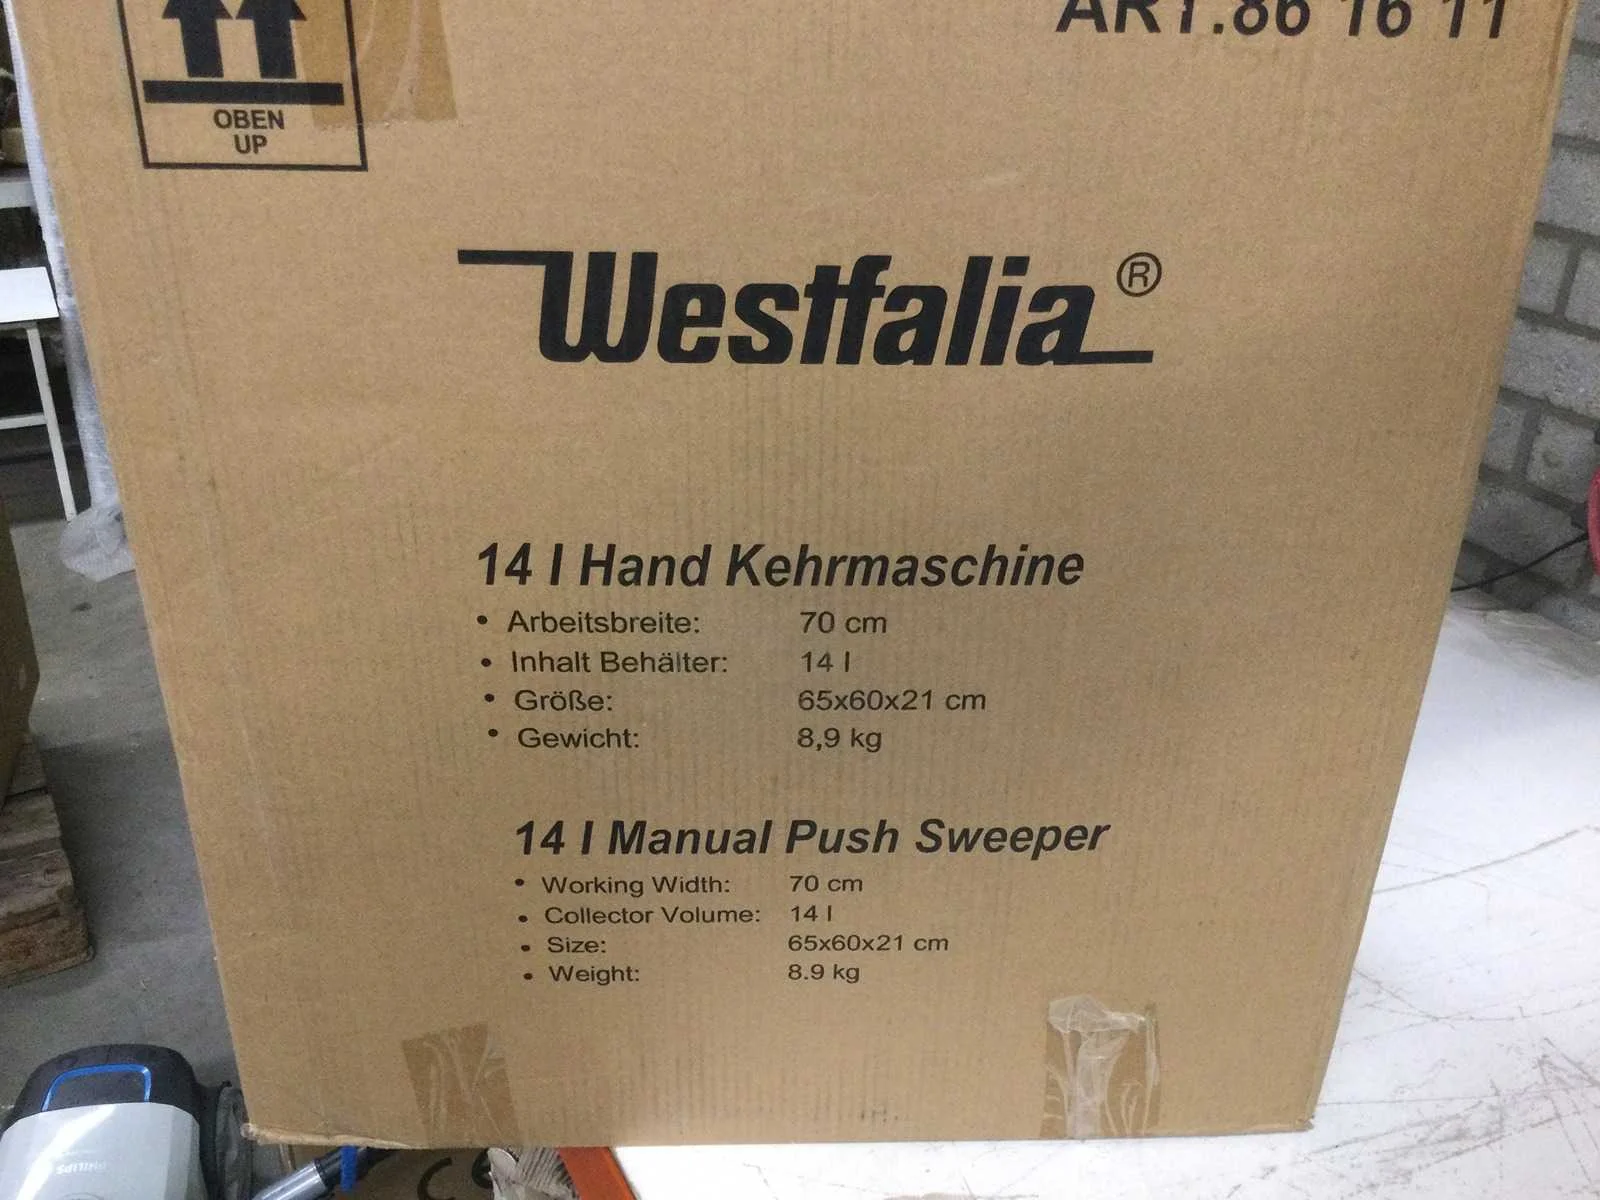 ART.86 16 11
OBEN
UP
Westfalia®
14 l Hand Kehrmaschine
• Arbeitsbreite: 70 cm
• Inhalt Behälter: 14 l
• Größe: 65x60x21 cm
• Gewicht: 8,9 kg
14 l Manual Push Sweeper
• Working Width: 70 cm
• Collector Volume: 14 l
• Size: 65x60x21 cm
• Weight: 8.9 kg
PHILIPS